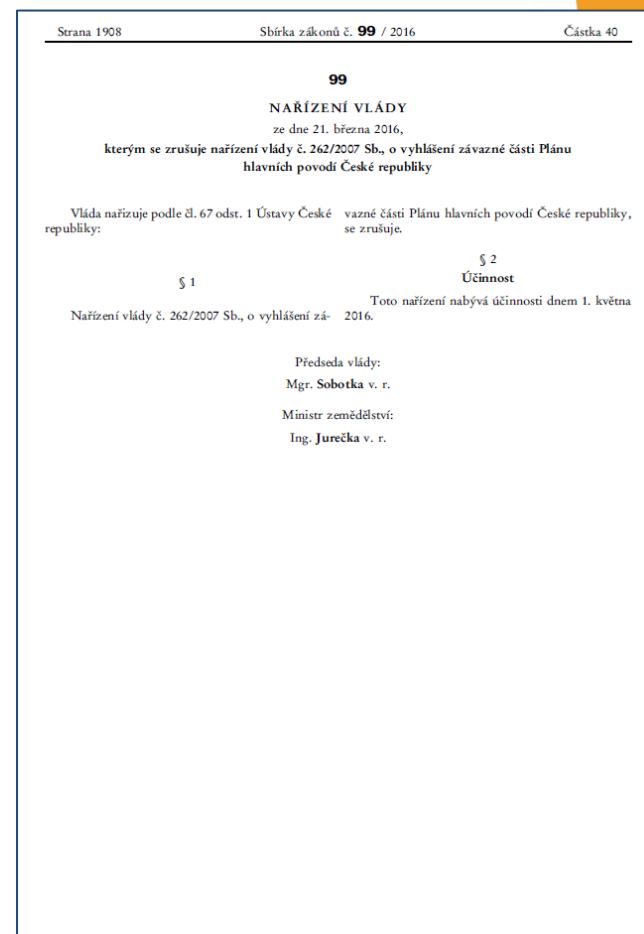 Strana 1908 Sbírka zákonů č. 99 / 2016 Částka 40
99
NAŘÍZENÍ VLÁDY
ze dne 21. března 2016,
kterým se zrušuje nařízení vlády č. 262/2007 Sb., o vyhlášení závazné části Plánu
hlavních povodí České republiky
Vláda nařizuje podle čl. 67 odst. 1 Ústavy České
republiky:
§ 1
Nařízení vlády č. 262/2007 Sb., o vyhlášení zá-
vazné části Plánu hlavních povodí České republiky,
se zrušuje.
§ 2
Účinnost
Toto nařízení nabývá účinnosti dnem 1. května
2016.
Předseda vlády:
Mgr. Sobotka v. r.
Ministr zemědělství:
Ing. Jurečka v. r.